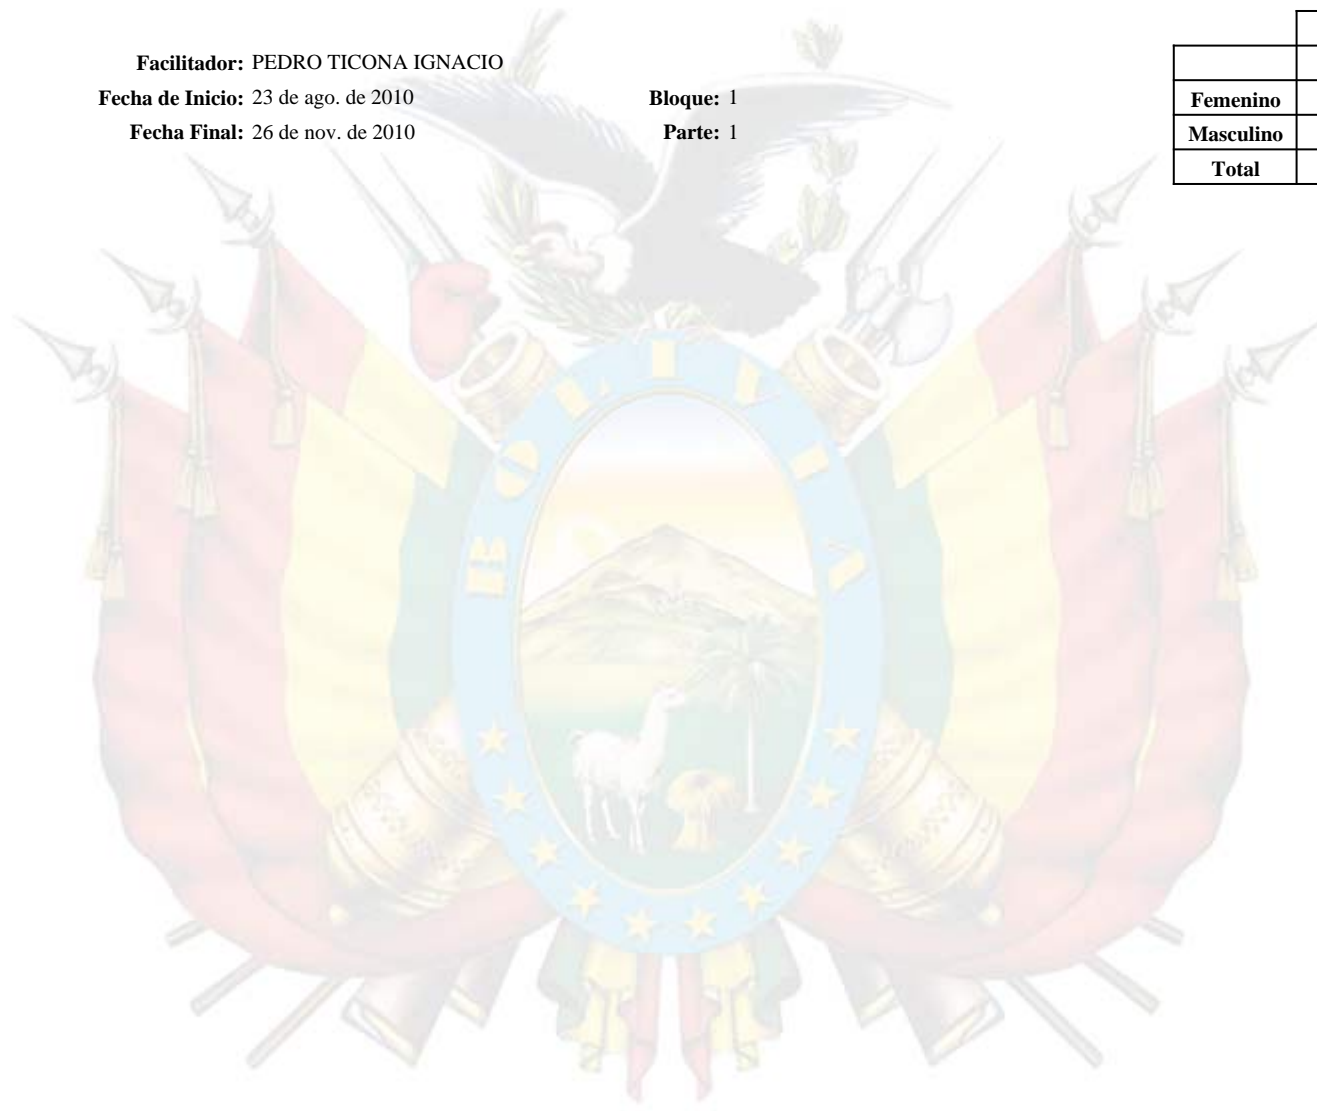 Facilitador: PEDRO TICONA IGNACIO
Fecha de Inicio: 23 de ago. de 2010 Bloque: 1
Fecha Final: 26 de nov. de 2010 Parte: 1
Femenino
Masculino
Total
BOLIVIA